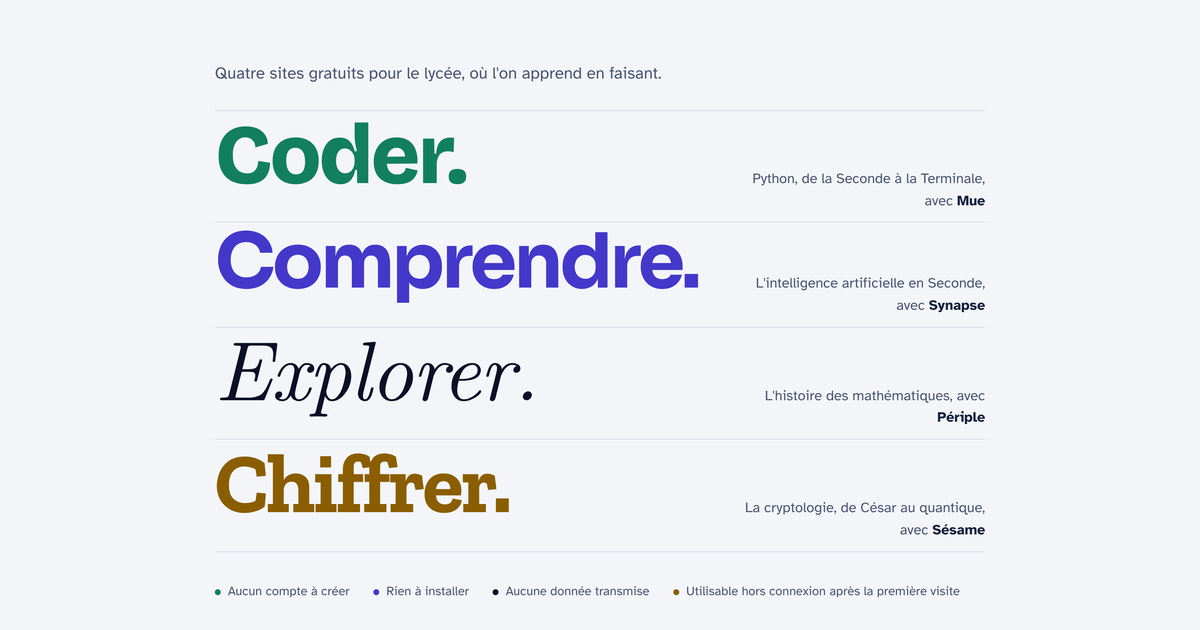 Quatre sites gratuits pour le lycée, où l'on apprend en faisant.
Coder.
Python, de la Seconde à la Terminale,
avec Mue
Comprendre.
L'intelligence artificielle en Seconde,
avec Synapse
Explorer.
L'histoire des mathématiques, avec
Périple
Chiffrer.
La cryptologie, de César au quantique,
avec Sésame
Aucun compte à créer
Rien à installer
Aucune donnée transmise
Utilisable hors connexion après la première visite